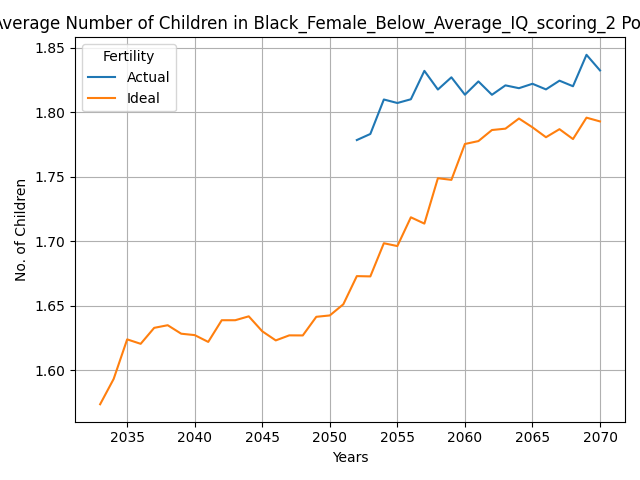 Average Number of Children in Black_Female_Below_Average_IQ_scoring_2 Po
Fertility
Actual
Ideal
No. of Children
1.85
1.80
1.75
1.70
1.65
1.60
2035 2040 2045 2050 2055 2060 2065 2070
Years